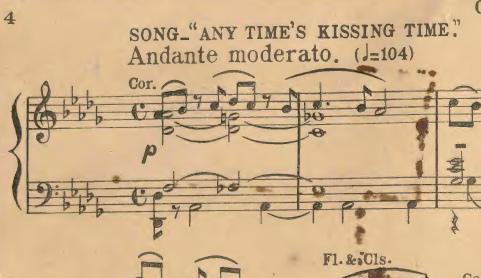 4
SONG_"ANY TIME'S KISSING TIME."
Andante moderato. (♩=104)
Cor.
p
Fl. & Cls.